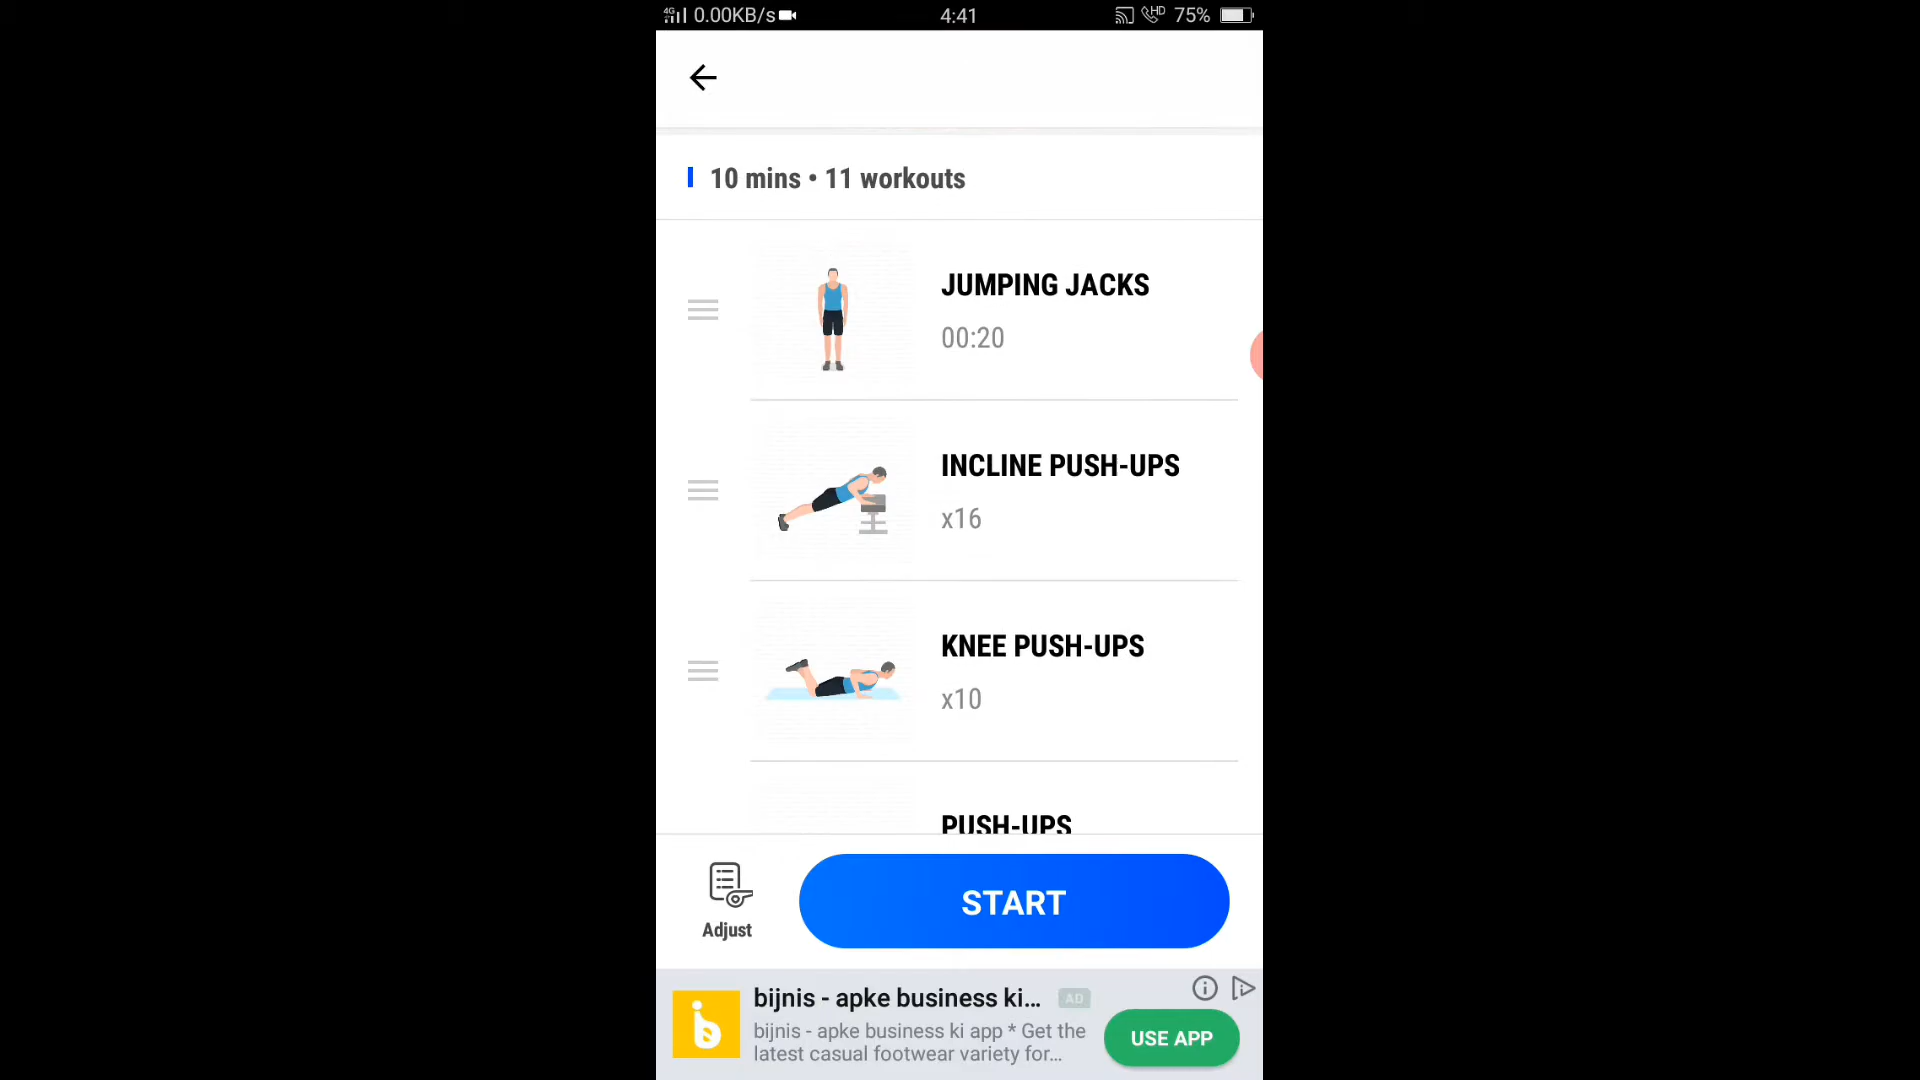 4G 0.00KB/s 4:41 HD 75%
10 mins • 11 workouts
JUMPING JACKS
00:20
INCLINE PUSH-UPS
x16
KNEE PUSH-UPS
x10
PUSH-UPS
Adjust
START
bijnis - apke business ki... AD
bijnis - apke business ki app * Get the
latest casual footwear variety for...
USE APP